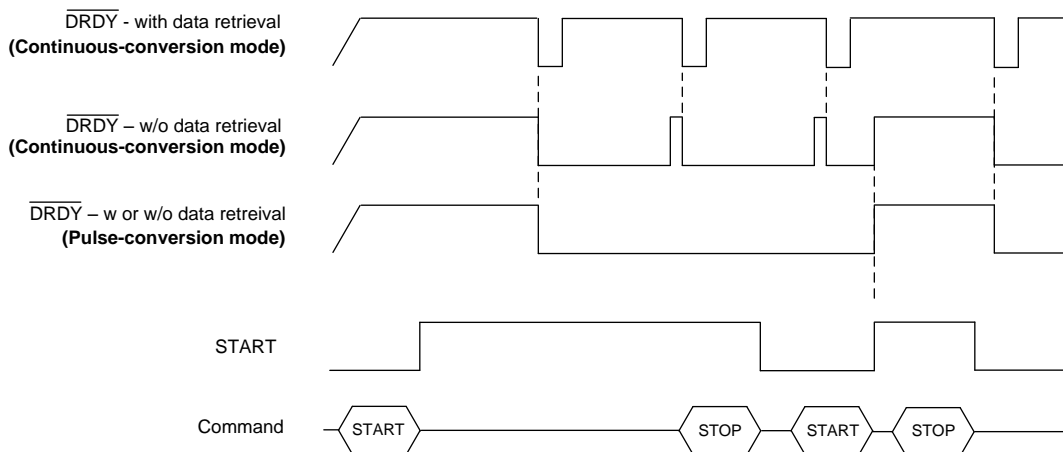 DRDY - with data retrieval
(Continuous-conversion mode)
DRDY – w/o data retrieval
(Continuous-conversion mode)
DRDY – w or w/o data retreival
(Pulse-conversion mode)
START
Command
START
STOP
START
STOP